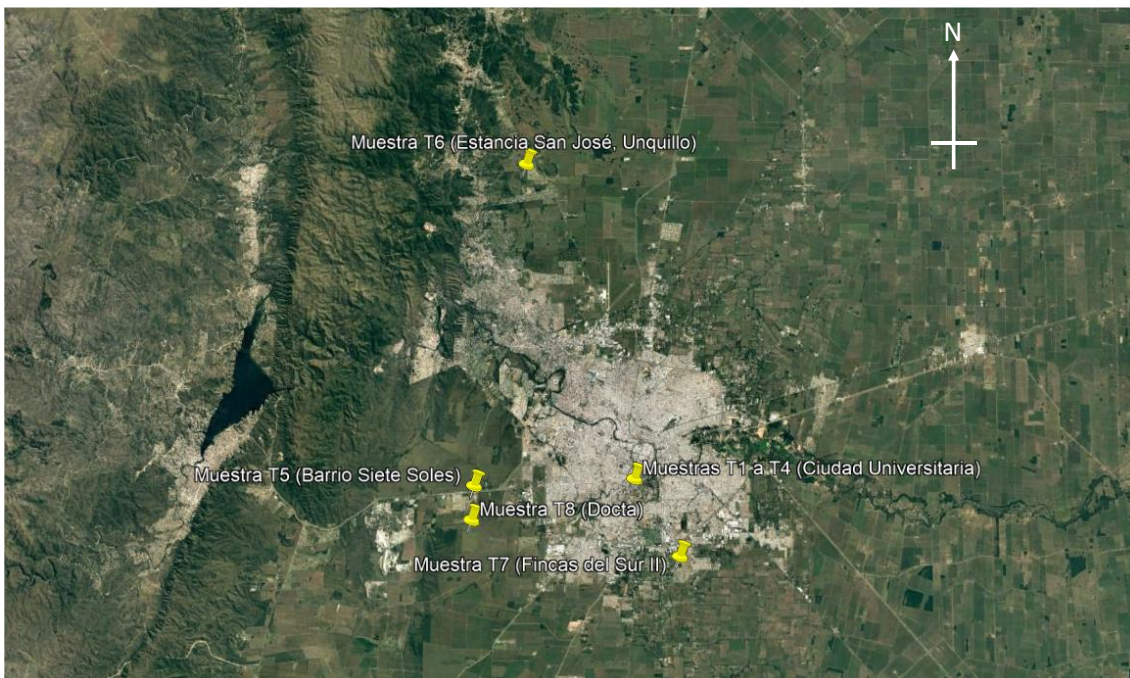 N
Muestra T6 (Estancia San José, Unquillo)
Muestra T5 (Barrio Siete Soles)
Muestras T1 a T4 (Ciudad Universitaria)
Muestra T8 (Docta)
Muestra T7 (Fincas del Sur II)